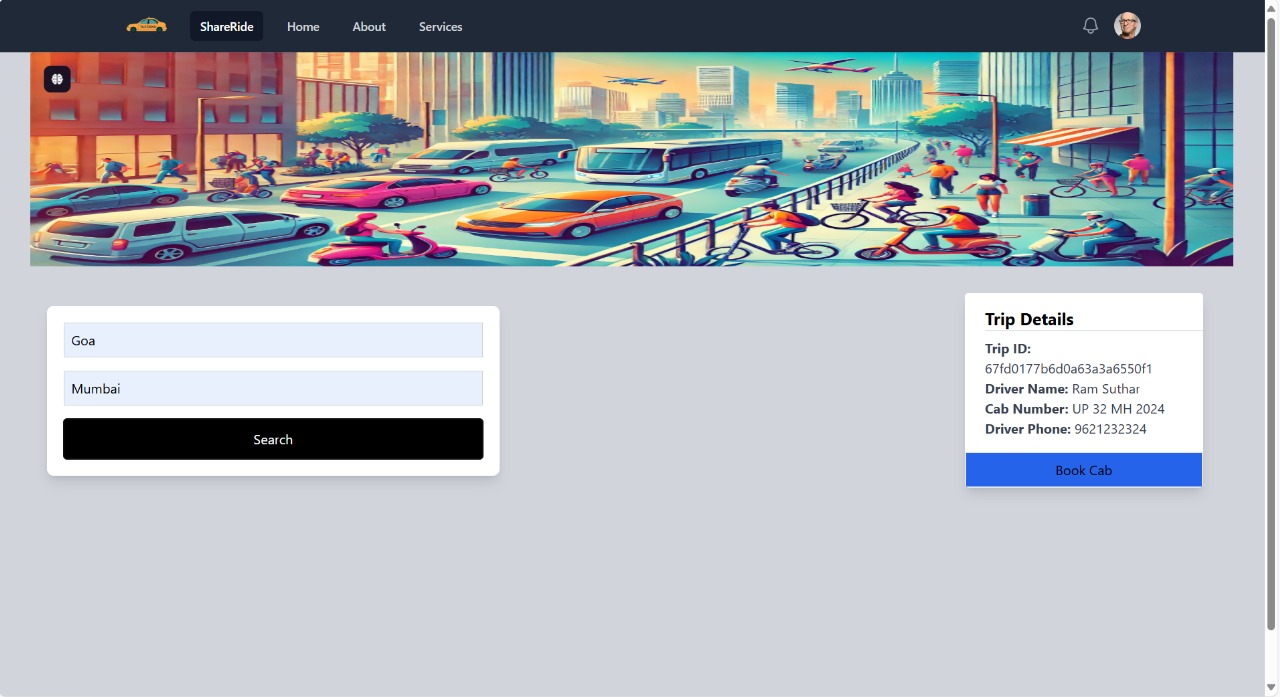 ShareRide
Home
About
Services
Goa
Mumbai
Search
Trip Details
Trip ID:
67fd0177b6d0a63a3a6550f1
Driver Name: Ram Suthar
Cab Number: UP 32 MH 2024
Driver Phone: 9621232324
Book Cab